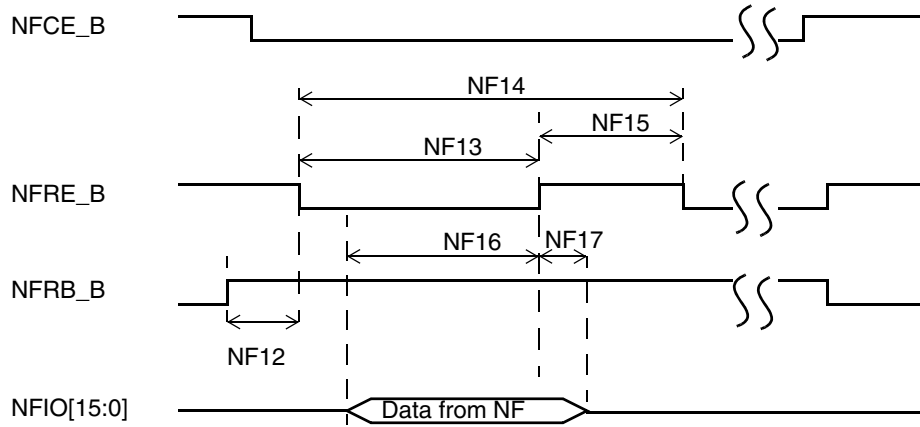 NFCE_B
NF14
NF15
NF13
NFRE_B
NF16
NF17
NFRB_B
NF12
NFIO[15:0]
Data from NF